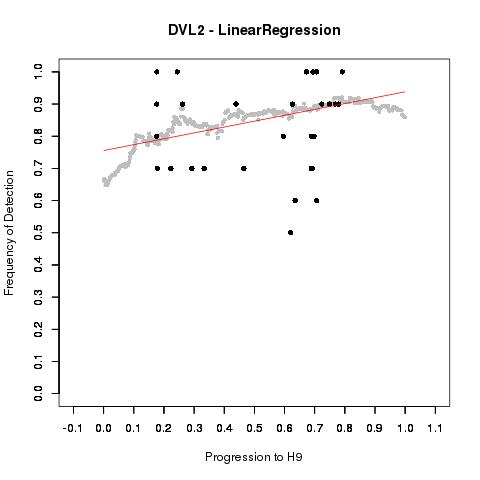 DVL2 - LinearRegression
Frequency of Detection
1.0
0.9
0.8
0.7
0.6
0.5
0.4
0.3
0.2
0.1
0.0
-0.1 0.0 0.1 0.2 0.3 0.4 0.5 0.6 0.7 0.8 0.9 1.0 1.1
Progression to H9